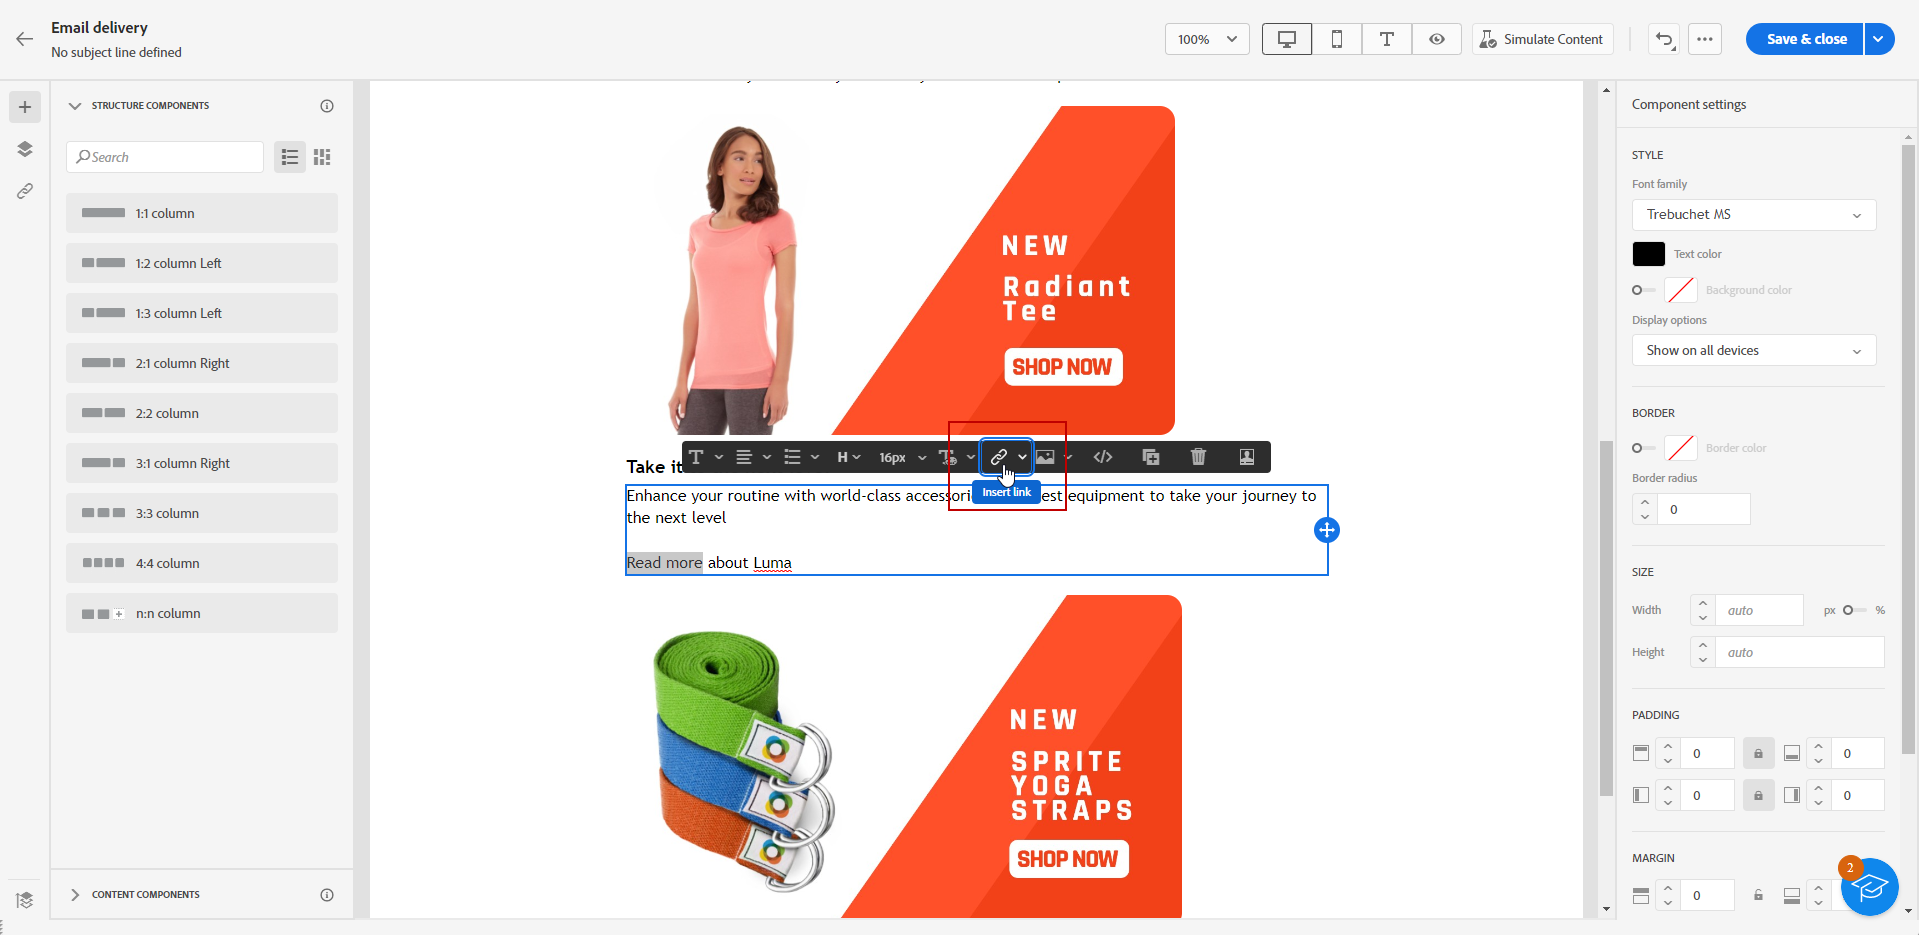 Email delivery
No subject line defined
100%
Simulate Content
Save & close
STRUCTURE COMPONENTS
Search
1:1 column
1:2 column Left
1:3 column Left
2:1 column Right
2:2 column
3:1 column Right
3:3 column
4:4 column
n:n column
CONTENT COMPONENTS
NEW
Radiant
Tee
SHOP NOW
Take it
H
16px
Insert link
Enhance your routine with world-class accessori est equipment to take your journey to
the next level
Read more about Luma
NEW
SPRITE
YOGA
STRAPS
SHOP NOW
Component settings
STYLE
Font family
Trebuchet MS
Text color
Background color
Display options
Show on all devices
BORDER
Border color
Border radius
0
SIZE
Width auto px %
Height auto
PADDING
0 0
0 0
MARGIN
0
2